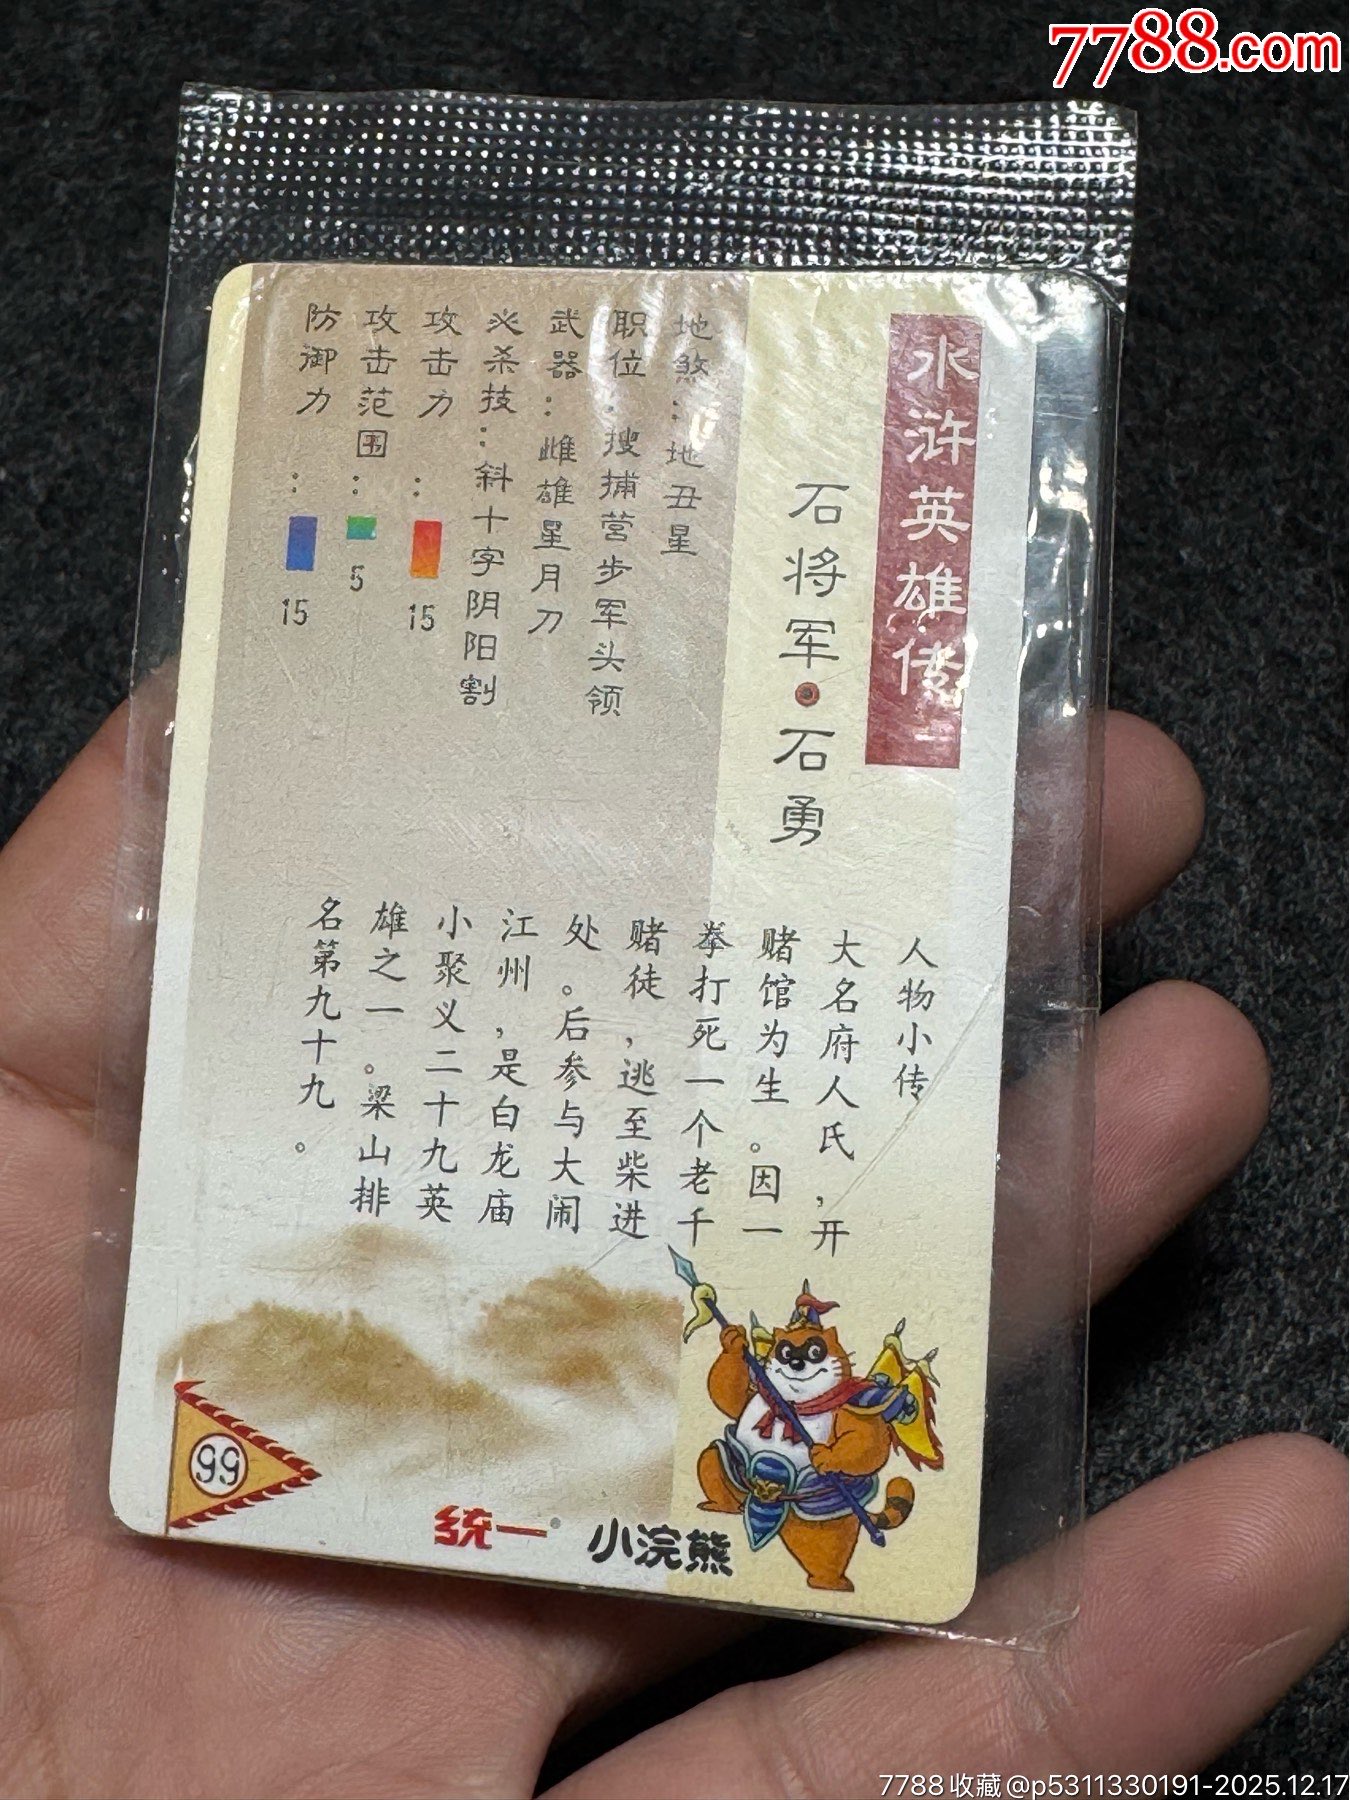 7788.com
水浒英雄传
石将军·石勇
地煞：地丑星
职位：搜捕营步军头领
武器：雌雄星月刀
必杀技：斜十字阴阳割
攻击力：15
攻击范围：5
防御力：15
人物小传
大名府人氏，开
赌馆为生。因一
拳打死一个老千
赌徒，逃至柴进
处。后参与大闹
江州，是白龙庙
小聚义二十九英
雄之一。梁山排
名第九十九。
99
统一 小浣熊
7788收藏@p5311330191-2025.12.17